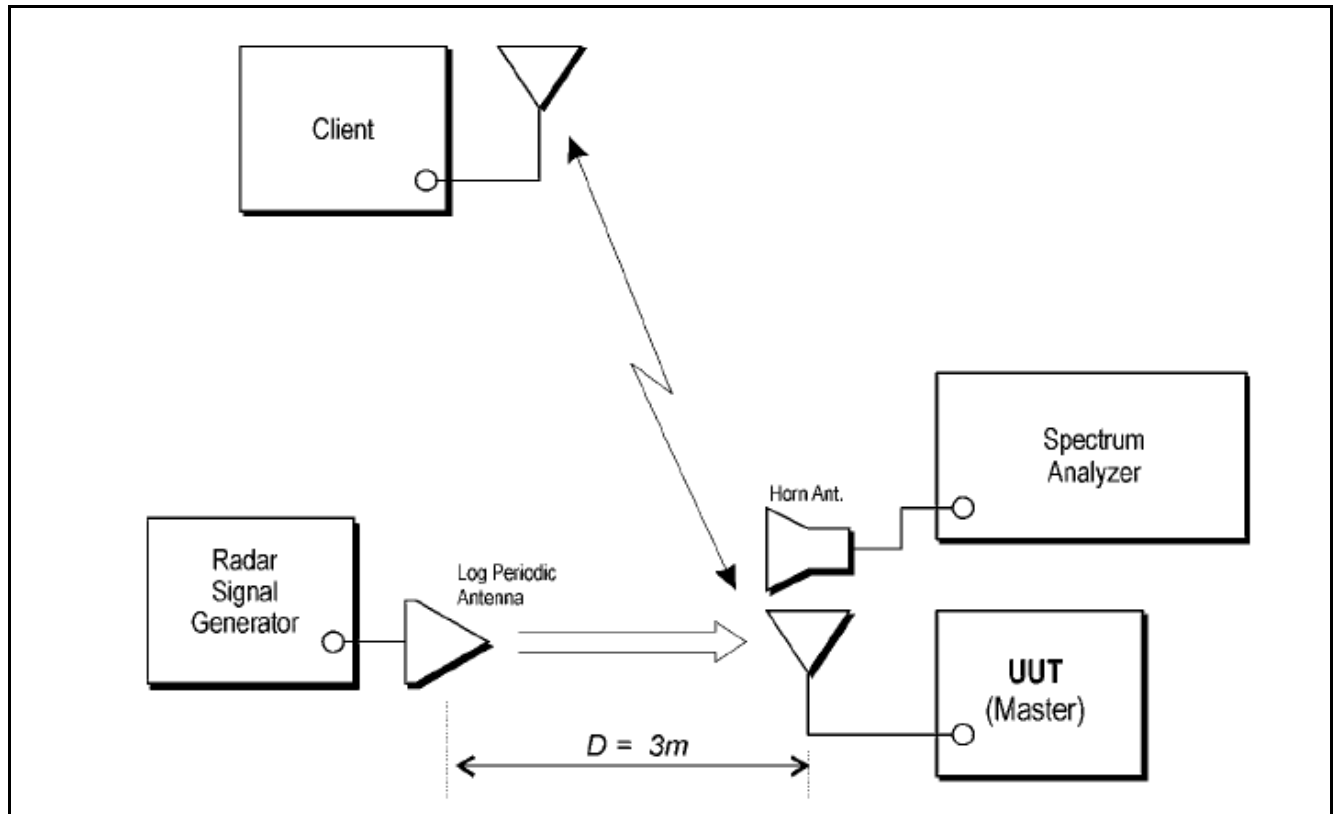 Client
Spectrum
Analyzer
Horn Ant.
Radar
Signal
Generator
Log Periodic
Antenna
UUT
(Master)
D = 3m